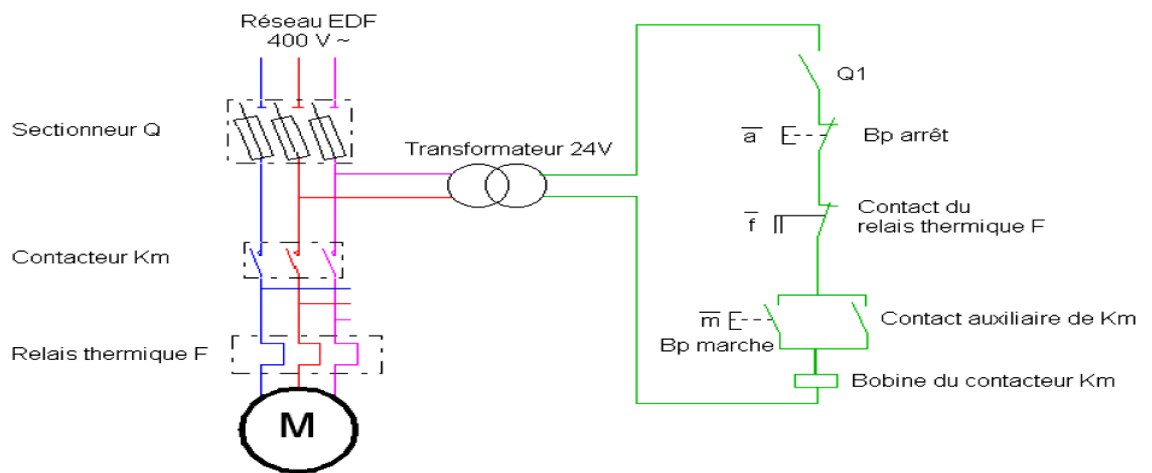 Réseau EDF
400 V ~
Sectionneur Q
Transformateur 24V
Contacteur Km
Relais thermique F
M
Q1
a
Bp arrêt
f
Contact du
relais thermique F
m
Bp marche
Contact auxiliaire de Km
Bobine du contacteur Km